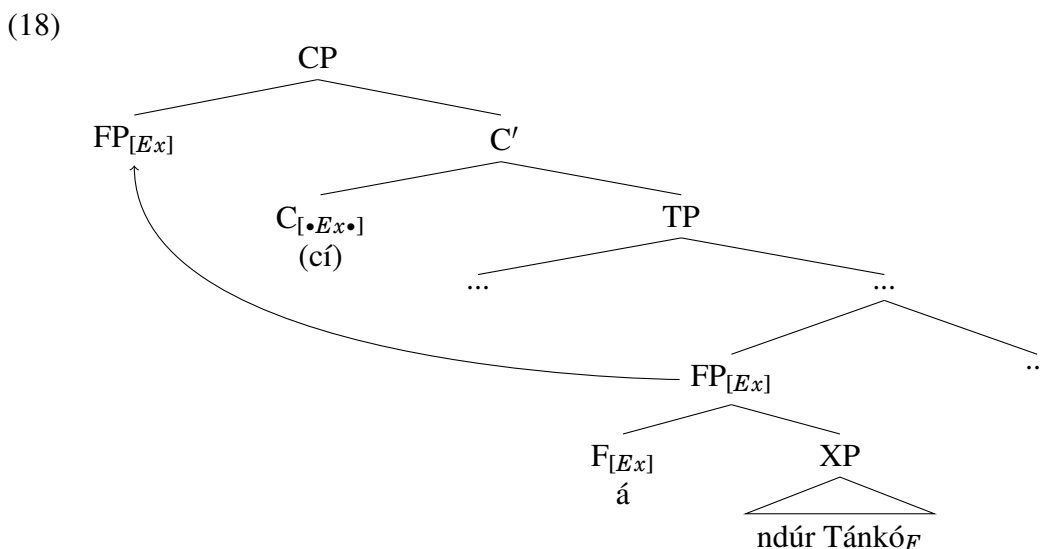 (18)
CP
FP[Ex]
C′
C[•Ex•]
(cí)
TP
...
...
FP[Ex]
..
F[Ex]
á
XP
ndúr TánkóF